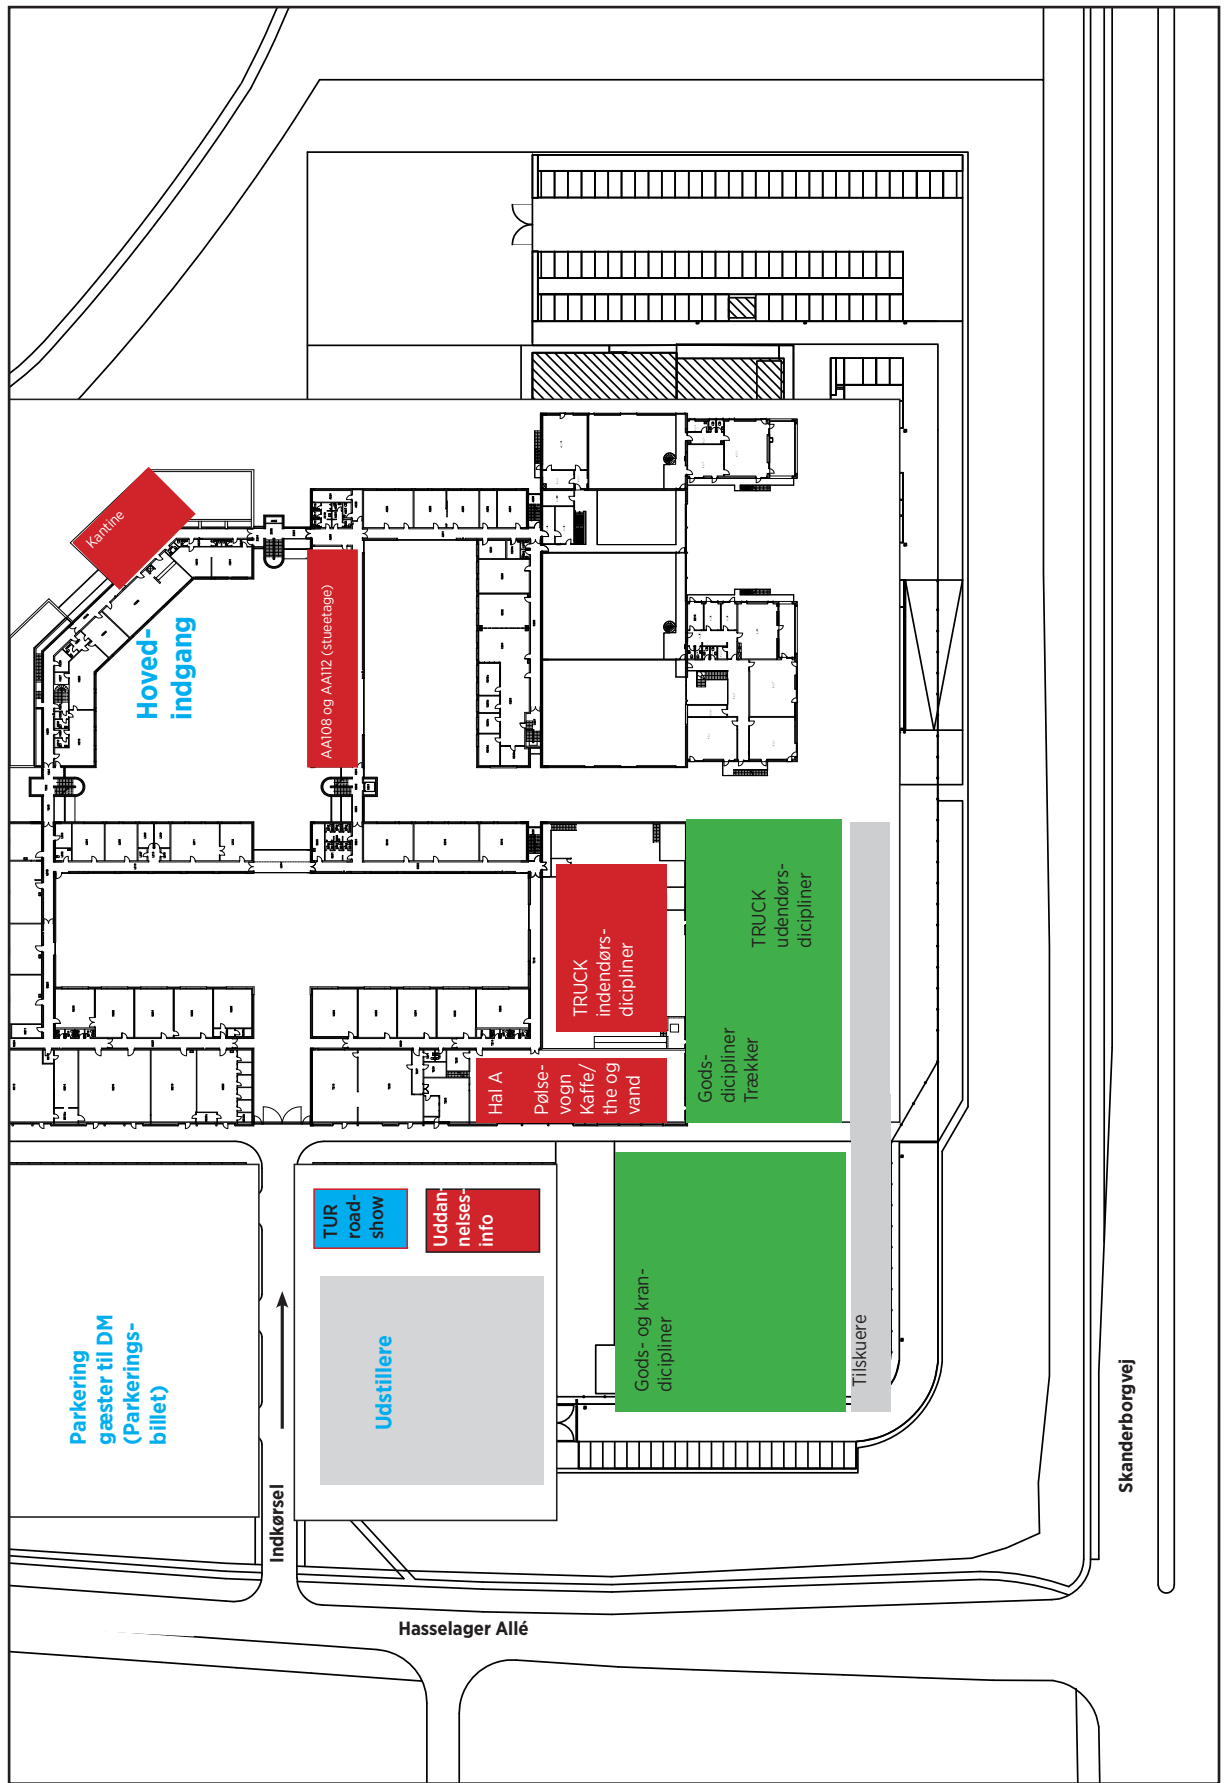 Kantine
Hoved-
indgang
AA108 og AA112 (stueetage)
TRUCK
indendørs-
dicipliner
TRUCK
udendørs-
dicipliner
Gods-
dicipliner
Trækker
Hal A
Pølse-
vogn
Kaffe/
the og
vand
TUR
road-
show
Uddan-
nelses-
info
Parkering
gæster til DM
(Parkerings-
billet)
Udstillere
Gods- og kran-
dicipliner
Tilskuere
Indkørsel
Hasselager Allé
Skanderborgvej